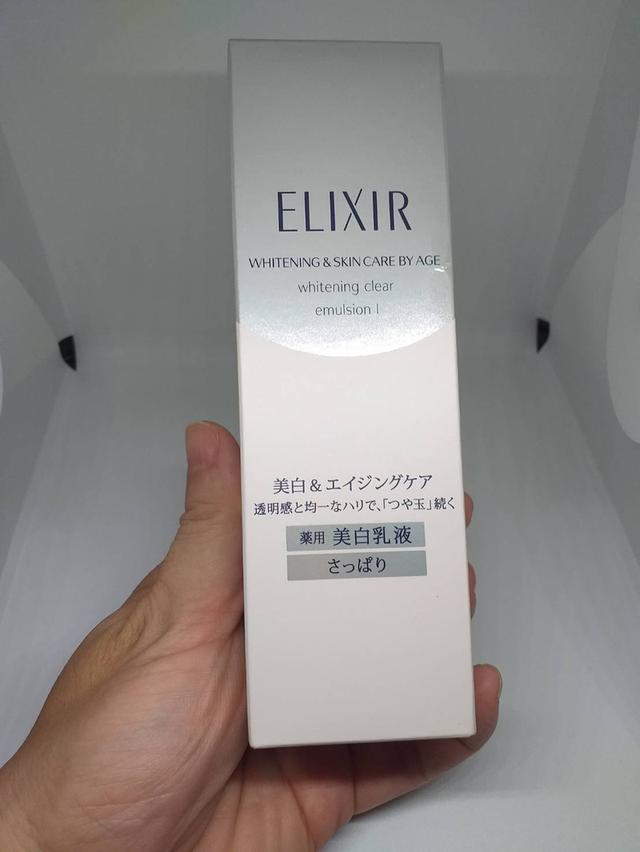 ELIXIR
WHITENING & SKIN CARE BY AGE
whitening clear
emulsion I
美白&エイジングケア
透明感と均一なハリで、「つや玉」続く
薬用 美白乳液
さっぱり